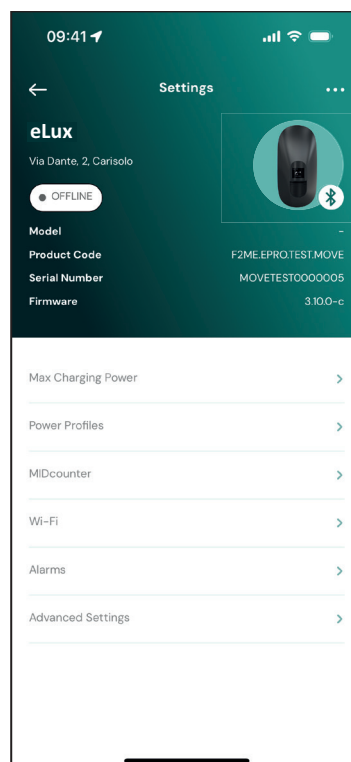 09:41
Settings
eLux
Via Dante, 2, Carisolo
OFFLINE
Model –
Product Code F2ME.EPRO.TEST.MOVE
Serial Number MOVETEST0000005
Firmware 3.10.0-c
Max Charging Power
Power Profiles
MIDcounter
Wi-Fi
Alarms
Advanced Settings